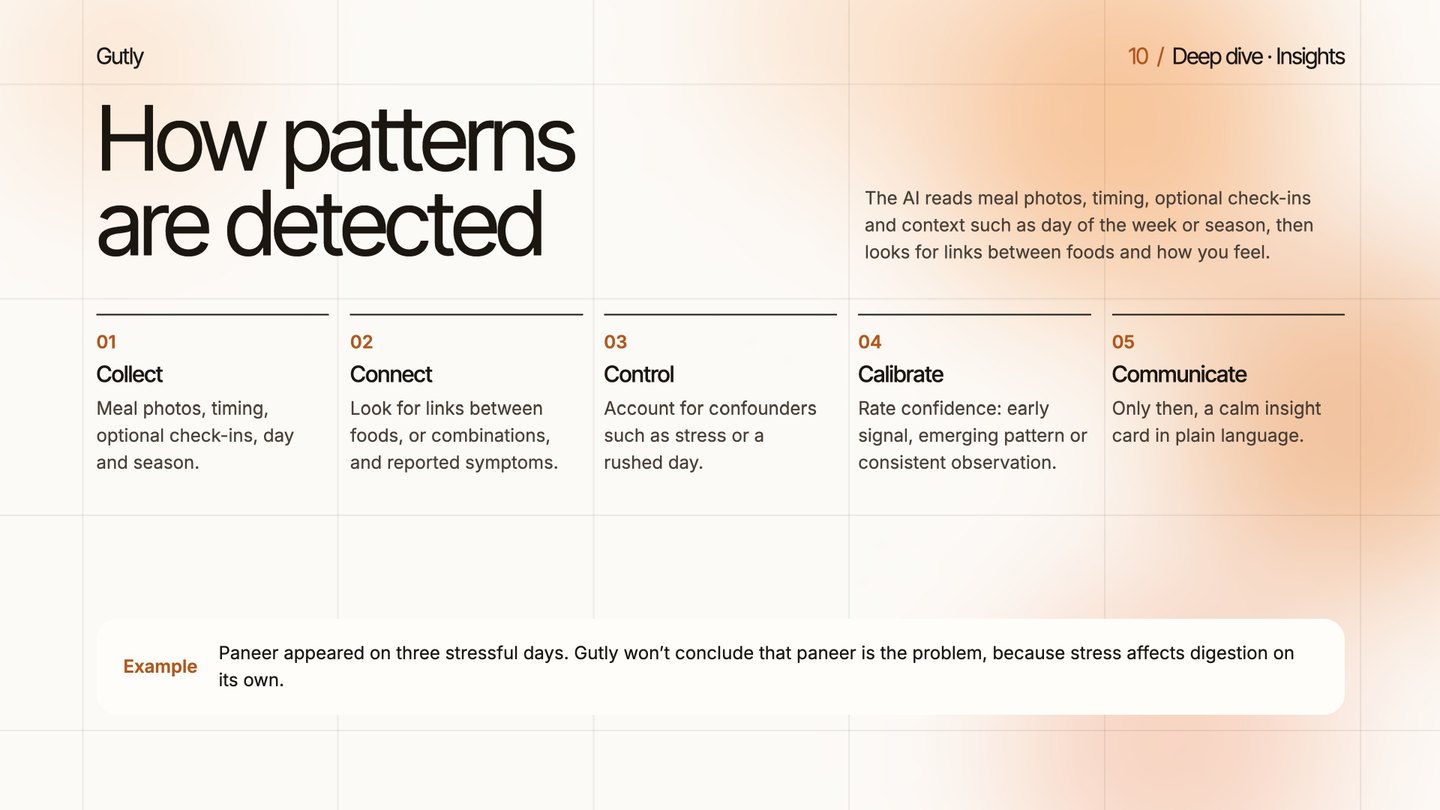 Gutly
10 / Deep dive · Insights
How patterns
are detected
The AI reads meal photos, timing, optional check-ins
and context such as day of the week or season, then
looks for links between foods and how you feel.
01
Collect
Meal photos, timing,
optional check-ins, day
and season.
02
Connect
Look for links between
foods, or combinations,
and reported symptoms.
03
Control
Account for confounders
such as stress or a
rushed day.
04
Calibrate
Rate confidence: early
signal, emerging pattern or
consistent observation.
05
Communicate
Only then, a calm insight
card in plain language.
Example
Paneer appeared on three stressful days. Gutly won’t conclude that paneer is the problem, because stress affects digestion on
its own.